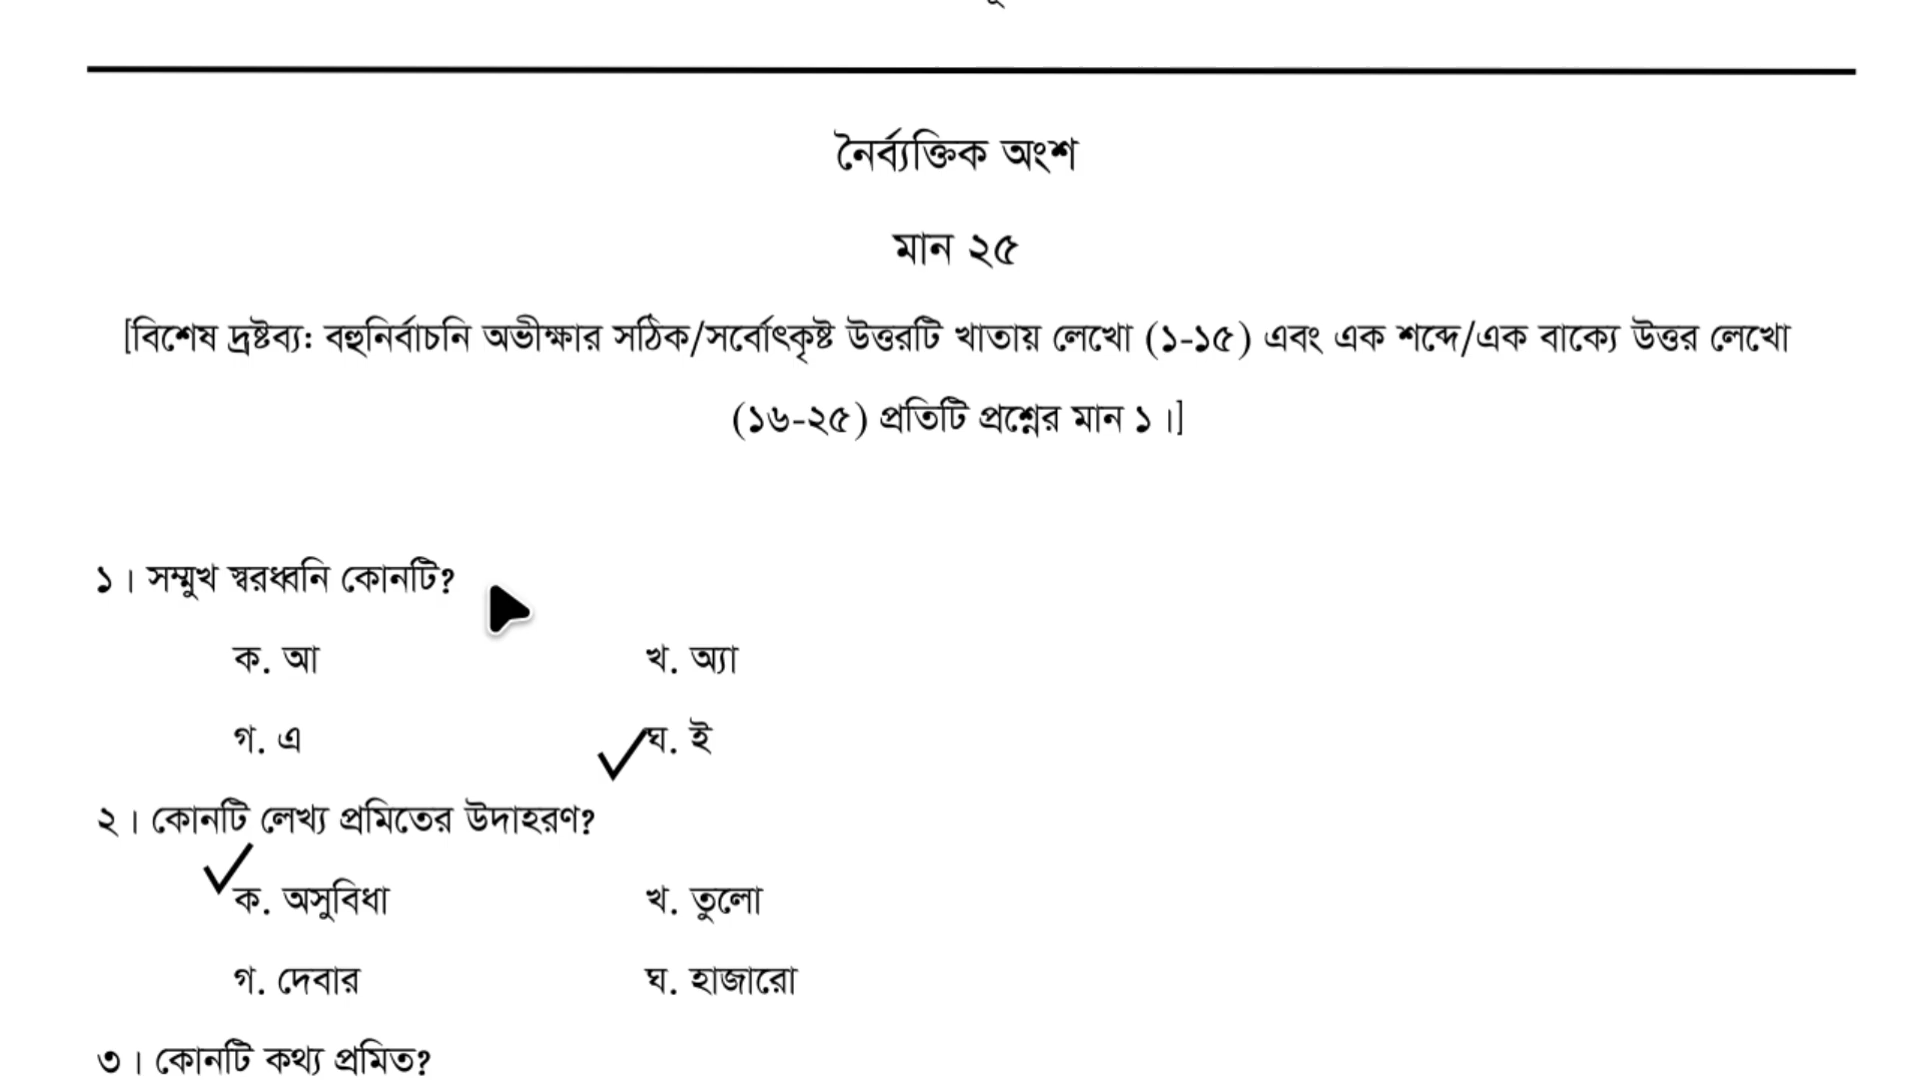 নৈর্ব্যক্তিক অংশ
মান ২৫
[বিশেষ দ্রষ্টব্য: বহুনির্বাচনি অভীক্ষার সঠিক/সর্বোৎকৃষ্ট উত্তরটি খাতায় লেখো (১-১৫) এবং এক শব্দে/এক বাক্যে উত্তর লেখো
(১৬-২৫) প্রতিটি প্রশ্নের মান ১।]
১। সম্মুখ স্বরধ্বনি কোনটি?
ক. আ খ. অ্যা
গ. এ ঘ. ই
২। কোনটি লেখ্য প্রমিতের উদাহরণ?
ক. অসুবিধা খ. তুলো
গ. দেবার ঘ. হাজারো
৩। কোনটি কথ্য প্রমিত?